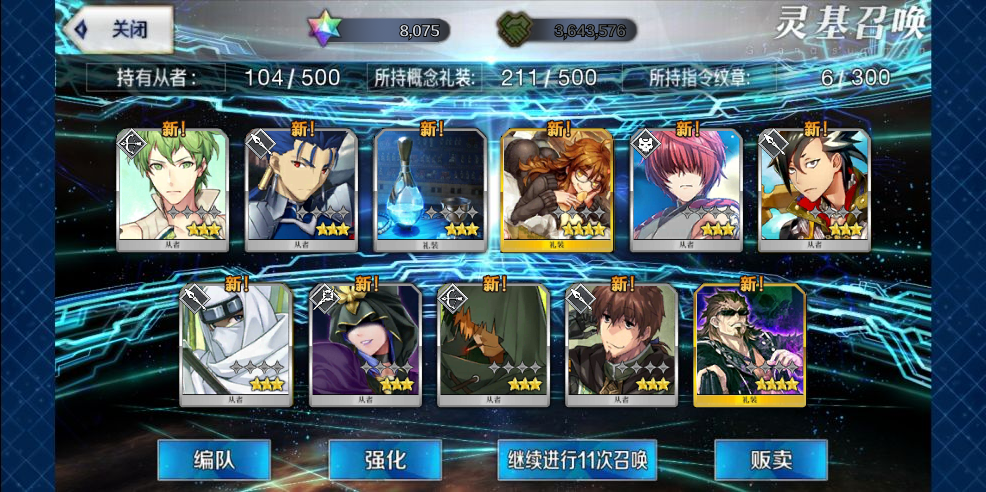 关闭
8,075
3,643,576
灵基召唤
持有从者: 104/500
所持概念礼装: 211/500
所持指令纹章: 6/300
新! 新! 新! 新! 新! 新!
从者 从者 礼装 礼装 从者 从者
新! 新! 新! 新! 新!
从者 从者 从者 从者 礼装
编队 强化 继续进行11次召唤 贩卖